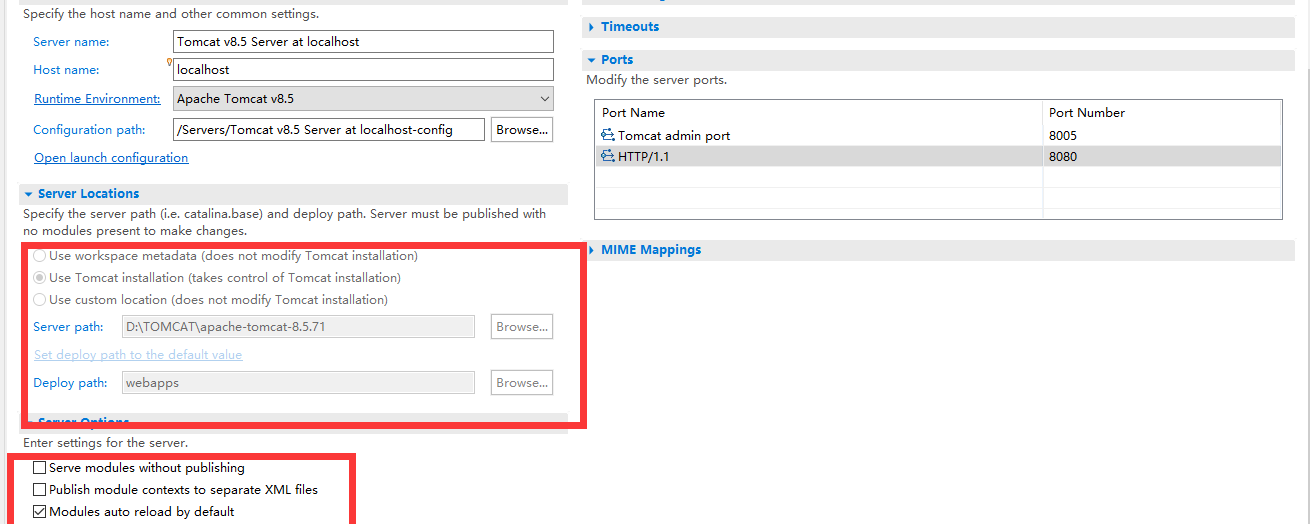 Specify the host name and other common settings.
Server name: Tomcat v8.5 Server at localhost
Host name: localhost
Runtime Environment: Apache Tomcat v8.5
Configuration path: /Servers/Tomcat v8.5 Server at localhost-config Browse...
Open launch configuration
Server Locations
Specify the server path (i.e. catalina.base) and deploy path. Server must be published with
no modules present to make changes.
Use workspace metadata (does not modify Tomcat installation)
Use Tomcat installation (takes control of Tomcat installation)
Use custom location (does not modify Tomcat installation)
Server path: D:\TOMCAT\apache-tomcat-8.5.71 Browse...
Set deploy path to the default value
Deploy path: webapps Browse...
Server Options
Enter settings for the server.
Serve modules without publishing
Publish module contexts to separate XML files
Modules auto reload by default
Timeouts
Ports
Modify the server ports.
Port Name Port Number
Tomcat admin port 8005
HTTP/1.1 8080
MIME Mappings